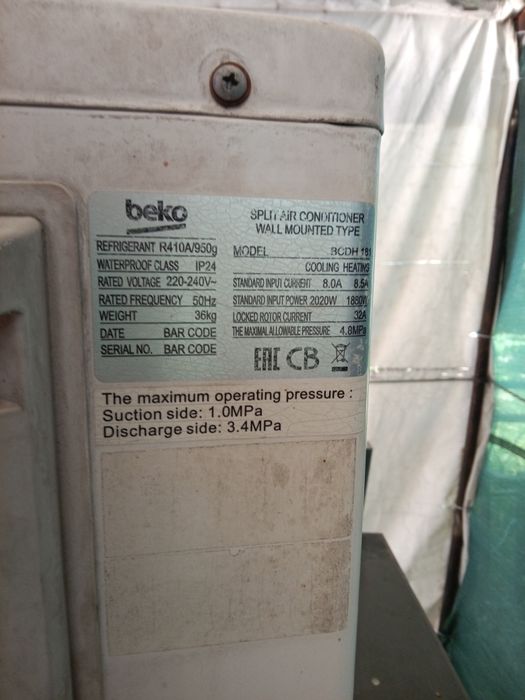 beko
SPLIT AIR CONDITIONER
WALL MOUNTED TYPE
REFRIGERANT R410A/950g
WATERPROOF CLASS IP24
RATED VOLTAGE 220-240V~
RATED FREQUENCY 50Hz
WEIGHT 36kg
DATE BAR CODE
SERIAL NO. BAR CODE
MODEL BCDH 181
COOLING HEATING
STANDARD INPUT CURRENT 8.0A 8.5A
STANDARD INPUT POWER 2020W 1880W
LOCKED ROTOR CURRENT 32A
THE MAXIMAL ALLOWABLE PRESSURE 4.8MPa
EAC CB
The maximum operating pressure :
Suction side: 1.0MPa
Discharge side: 3.4MPa